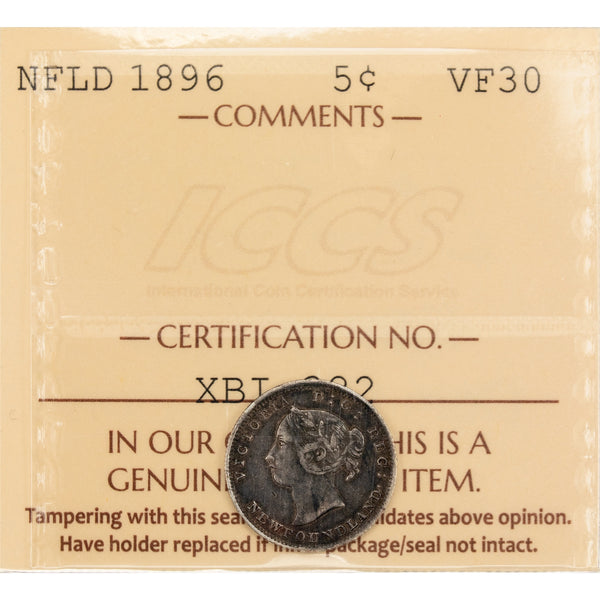 NFLD 1896 5¢ VF30
— COMMENTS —
ICCS
International Coin Certification Service
— CERTIFICATION NO. —
IN OUR HIS IS A
GENUIN ITEM.
Tampering with this sea idates above opinion.
Have holder replaced if package/seal not intact.
VICTORIA D.G. REG.
NEWFOUNDLAND